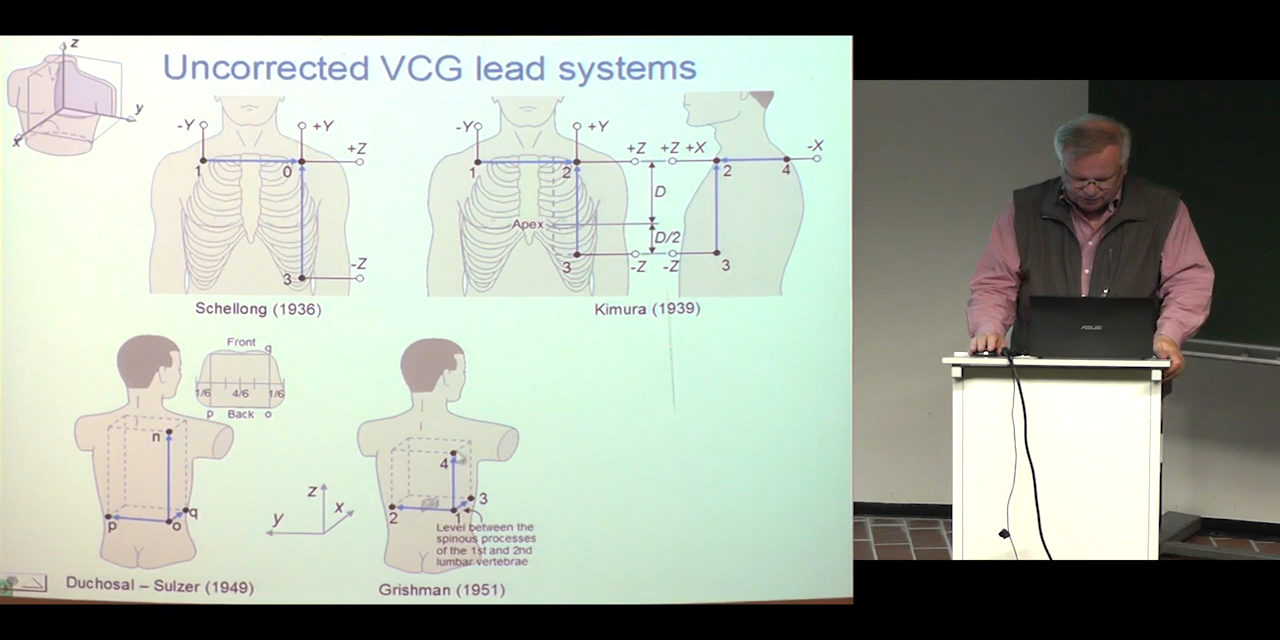 Uncorrected VCG lead systems
z
y
x
-Y
+Y
+Z
1
0
3
-Z
Schellong (1936)
-Y
+Y
+Z
+Z
+X
-X
1
2
2
4
D
Apex
D/2
3
-Z
-Z
3
Kimura (1939)
Front
q
1/6
4/6
1/6
p
Back
o
n
p
o
q
Duchosal – Sulzer (1949)
z
x
y
4
3
2
1
Level between the
spinous processes
of the 1st and 2nd
lumbar vertebrae
Grishman (1951)
ASUS